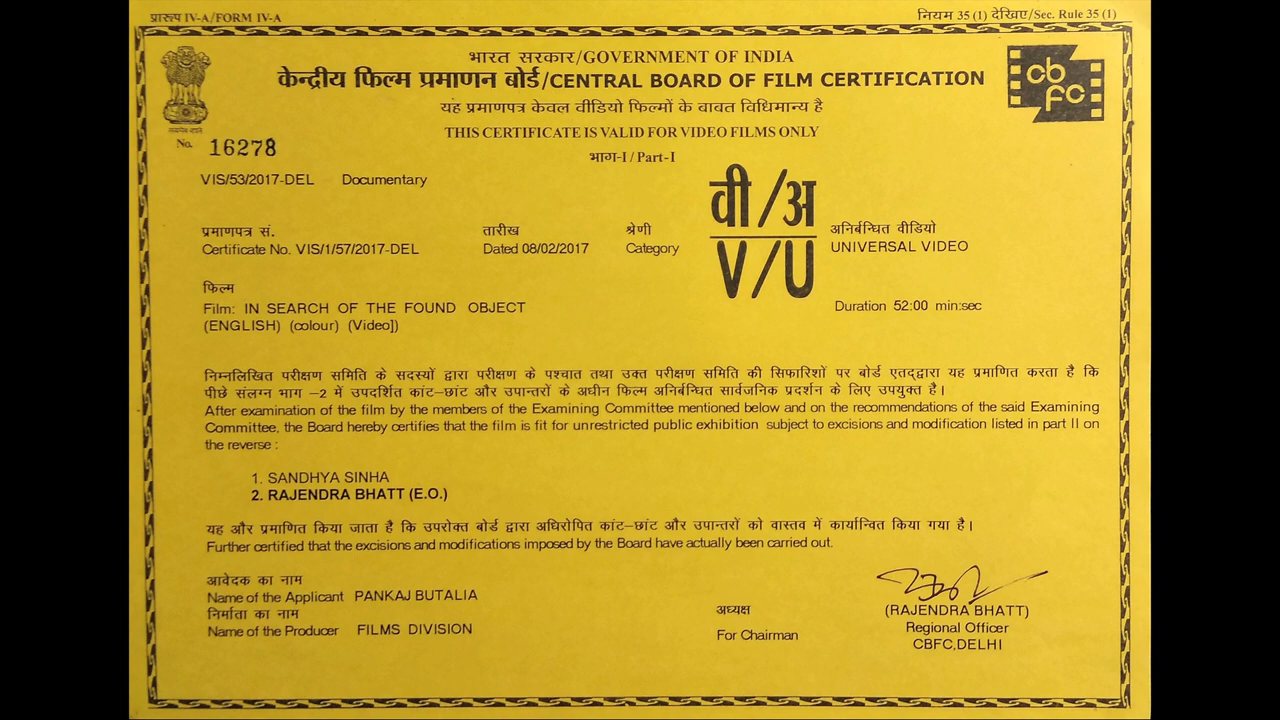 प्रारूप IV-A/FORM IV-A
नियम 35 (1) देखिए/Sec. Rule 35 (1)
भारत सरकार/GOVERNMENT OF INDIA
केन्द्रीय फिल्म प्रमाणन बोर्ड/CENTRAL BOARD OF FILM CERTIFICATION
cb
fc
यह प्रमाणपत्र केवल वीडियो फिल्मों के बावत विधिमान्य है
THIS CERTIFICATE IS VALID FOR VIDEO FILMS ONLY
सत्यमेव जयते
No. 16278
भाग-I / Part-I
VIS/53/2017-DEL Documentary
वी/अ
V/U
प्रमाणपत्र सं. तारीख श्रेणी अनिर्बन्धित वीडियो
Certificate No. VIS/1/57/2017-DEL Dated 08/02/2017 Category UNIVERSAL VIDEO
फिल्म
Film: IN SEARCH OF THE FOUND OBJECT Duration 52:00 min:sec
(ENGLISH) (colour) (Video])
निम्नलिखित परीक्षण समिति के सदस्यों द्वारा परीक्षण के पश्चात तथा उक्त परीक्षण समिति की सिफारिशों पर बोर्ड एतद्द्वारा यह प्रमाणित करता है कि
पीछे संलग्न भाग –2 में उपदर्शित कांट–छांट और उपान्तरों के अधीन फिल्म अनिर्बन्धित सार्वजनिक प्रदर्शन के लिए उपयुक्त है।
After examination of the film by the members of the Examining Committee mentioned below and on the recommendations of the said Examining
Committee, the Board hereby certifies that the film is fit for unrestricted public exhibition subject to excisions and modification listed in part II on
the reverse :
1. SANDHYA SINHA
2. RAJENDRA BHATT (E.O.)
यह और प्रमाणित किया जाता है कि उपरोक्त बोर्ड द्वारा अधिरोपित कांट–छांट और उपान्तरों को वास्तव में कार्यान्वित किया गया है।
Further certified that the excisions and modifications imposed by the Board have actually been carried out.
आवेदक का नाम
Name of the Applicant PANKAJ BUTALIA
निर्माता का नाम
Name of the Producer FILMS DIVISION
अध्यक्ष
For Chairman
(RAJENDRA BHATT)
Regional Officer
CBFC,DELHI